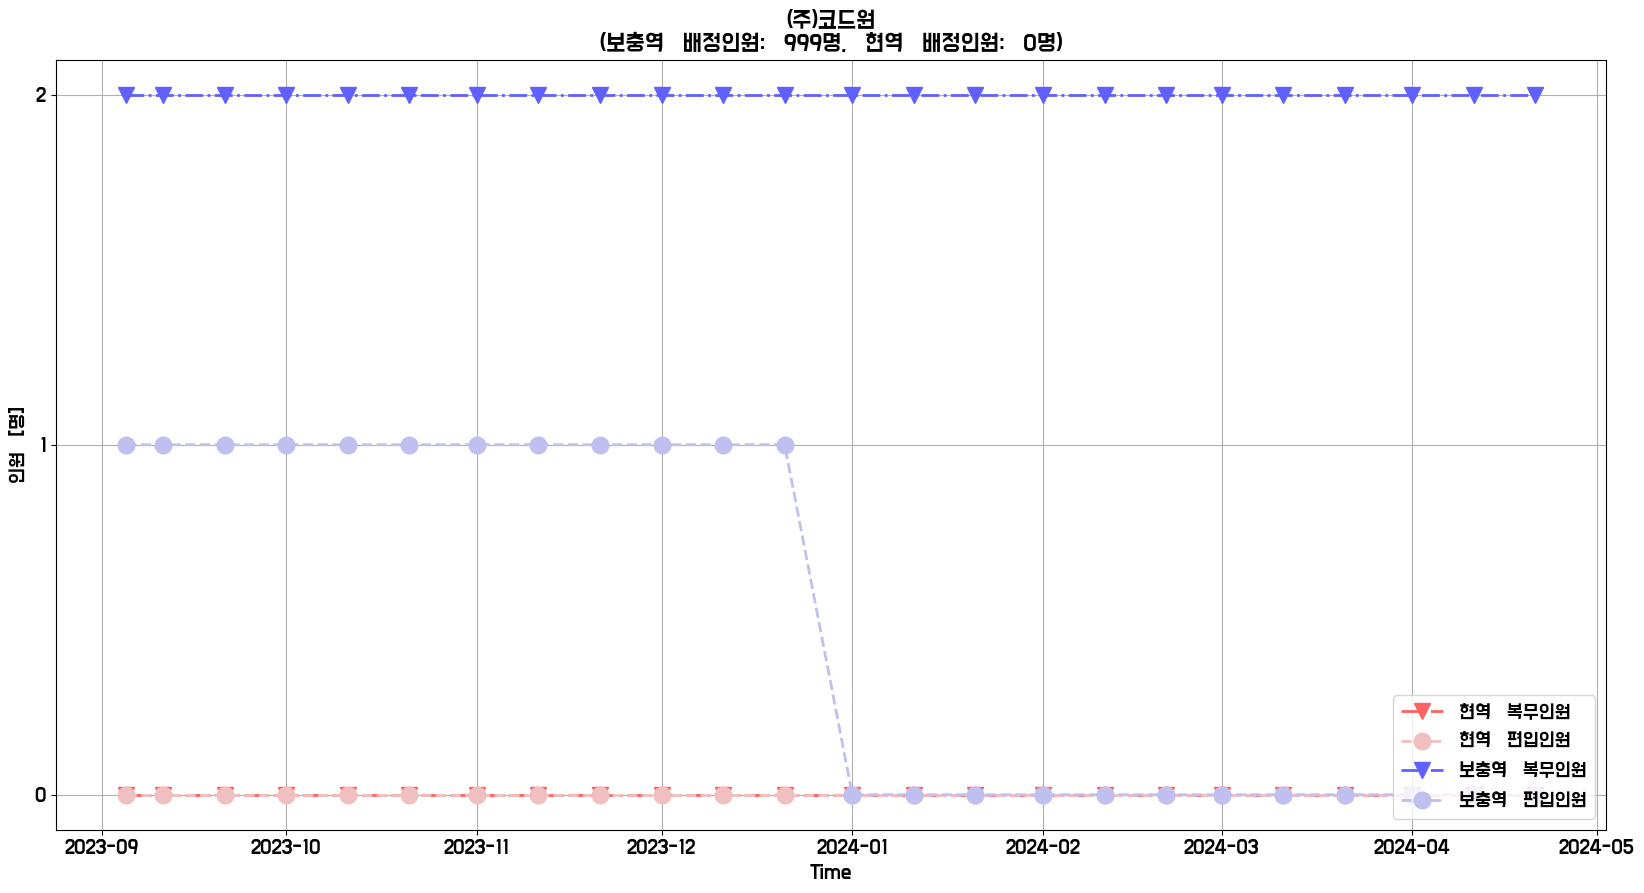 (주)코드원
(보충역 배정인원: 999명, 현역 배정인원: 0명)
인원 [명]
2
1
0
현역 복무인원
현역 편입인원
보충역 복무인원
보충역 편입인원
2023-09 2023-10 2023-11 2023-12 2024-01 2024-02 2024-03 2024-04 2024-05
Time